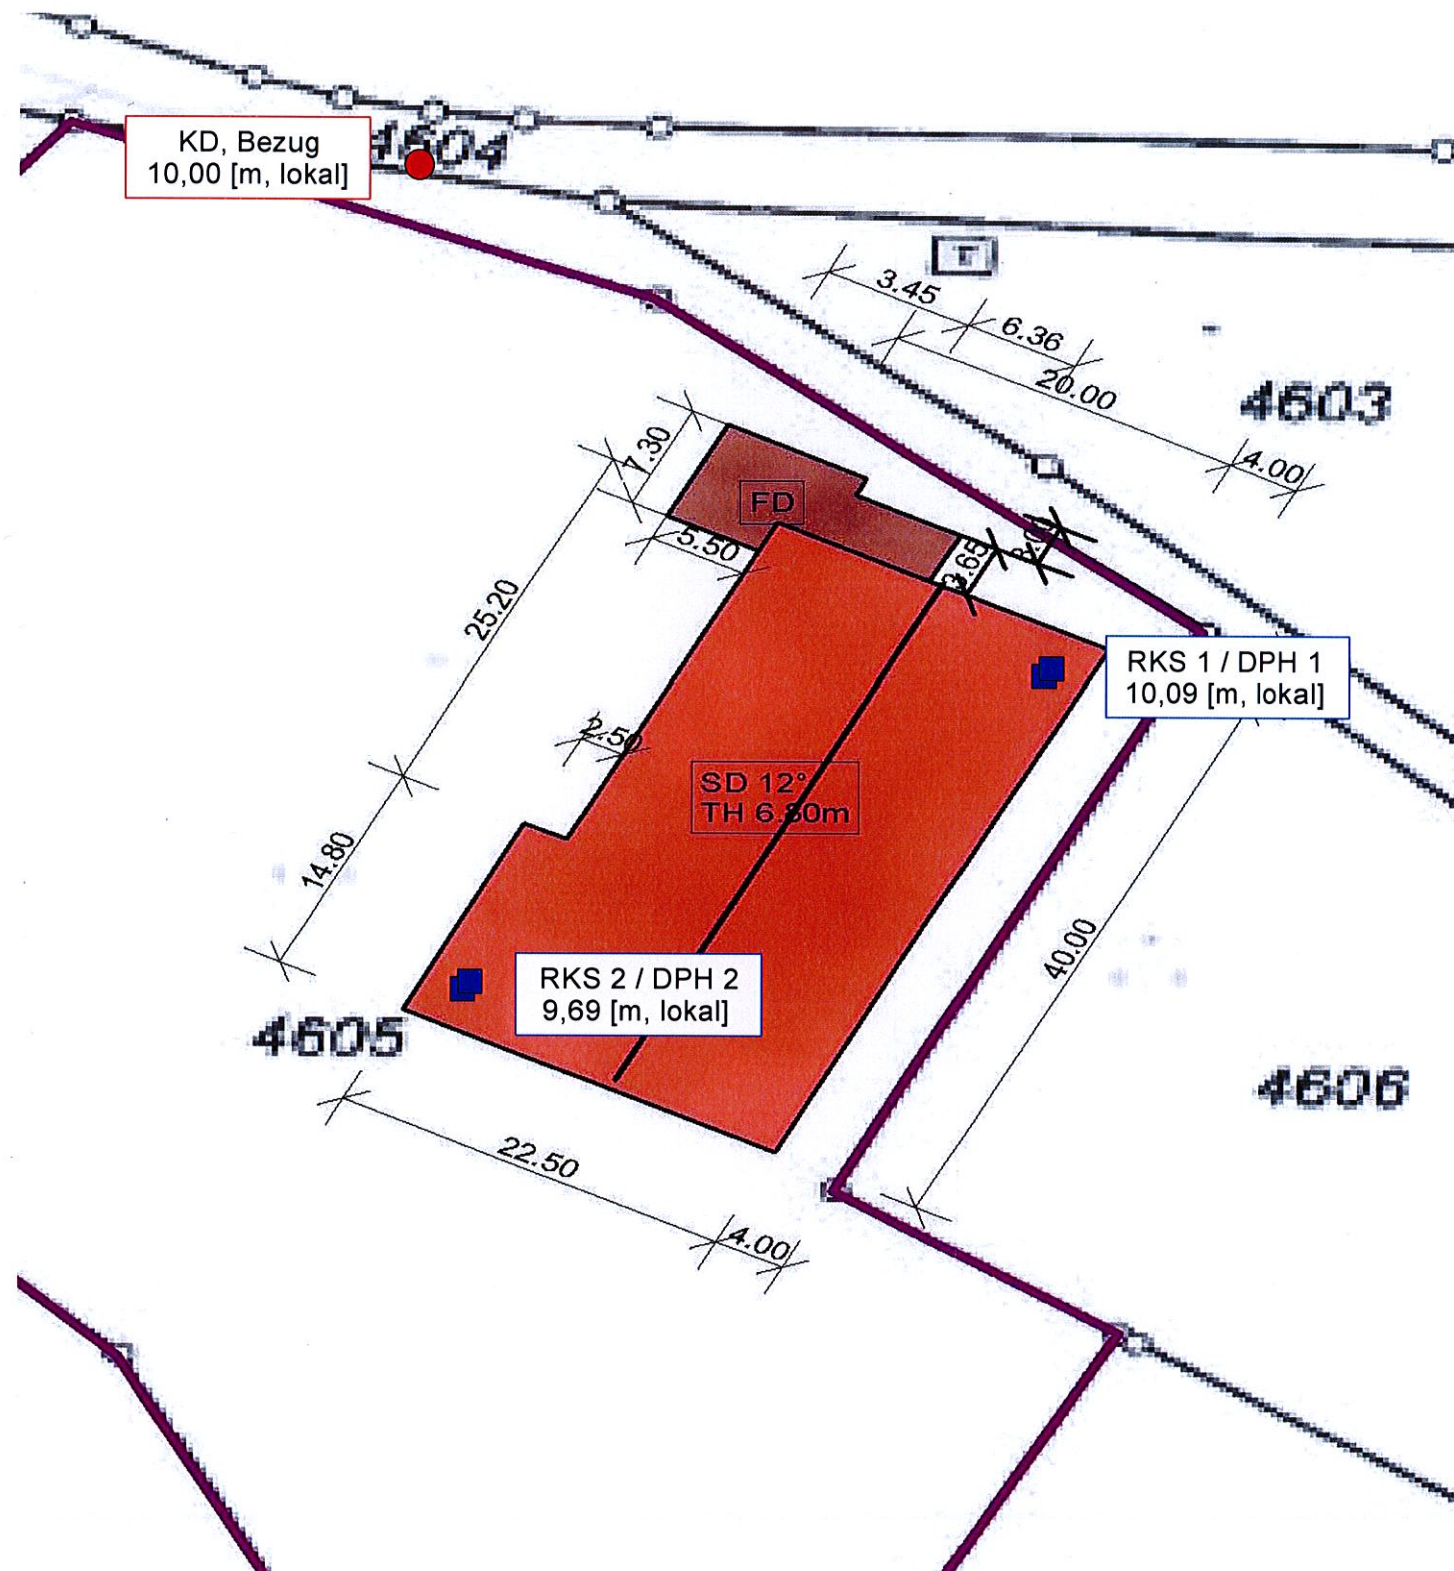 KD, Bezug
10,00 [m, lokal]
4604
3.45
6.36
20.00
4603
4.00
7.30
FD
5.50
3.65
3.00
25.20
RKS 1 / DPH 1
10,09 [m, lokal]
2.50
SD 12°
TH 6.80m
14.80
40.00
RKS 2 / DPH 2
9,69 [m, lokal]
4605
4606
22.50
4.00